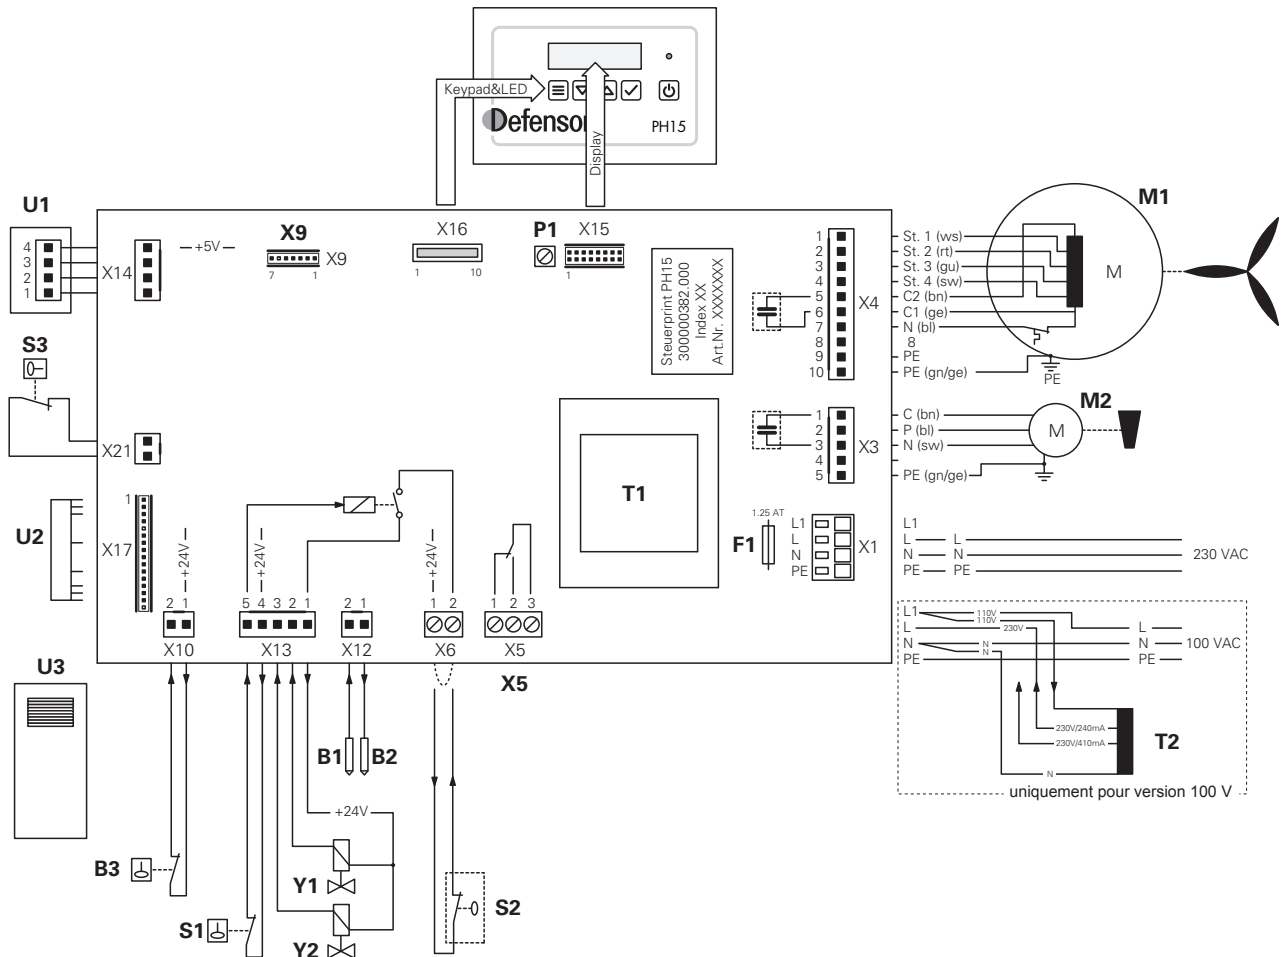 Keypad&LED
Defensor
PH15
Display
U1
4
3
2
1
X14
+5V
X9
X9
7 1
X16
1 10
P1
X15
1
Steuerprint PH15
300000382.000
Index XX
Art.Nr. XXXXXXX
1
2
3
4
5
6
7
8
9
10
X4
St. 1 (ws)
St. 2 (rt)
St. 3 (gu)
St. 4 (sw)
C2 (bn)
C1 (ge)
N (bl)
8
PE
PE (gn/ge)
PE
M
M1
S3
X21
T1
1
2
3
4
5
X3
C (bn)
P (bl)
N (sw)
PE (gn/ge)
M
M2
U2
1
X17
F1
1.25 AT
L1
L
N
PE
X1
L1
L L
N N
PE PE
230 VAC
2 1
+24V
X10
5 4 3 2 1
+24V
X13
2 1
X12
+24V
1 2
X6
1 2 3
X5
X5
L1
L
N
PE
110V
110V
230V
N
N
L
N
PE
100 VAC
230V/240mA
230V/410mA
N
T2
uniquement pour version 100 V
U3
B1
B2
+24V
B3
Y1
S1
Y2
S2